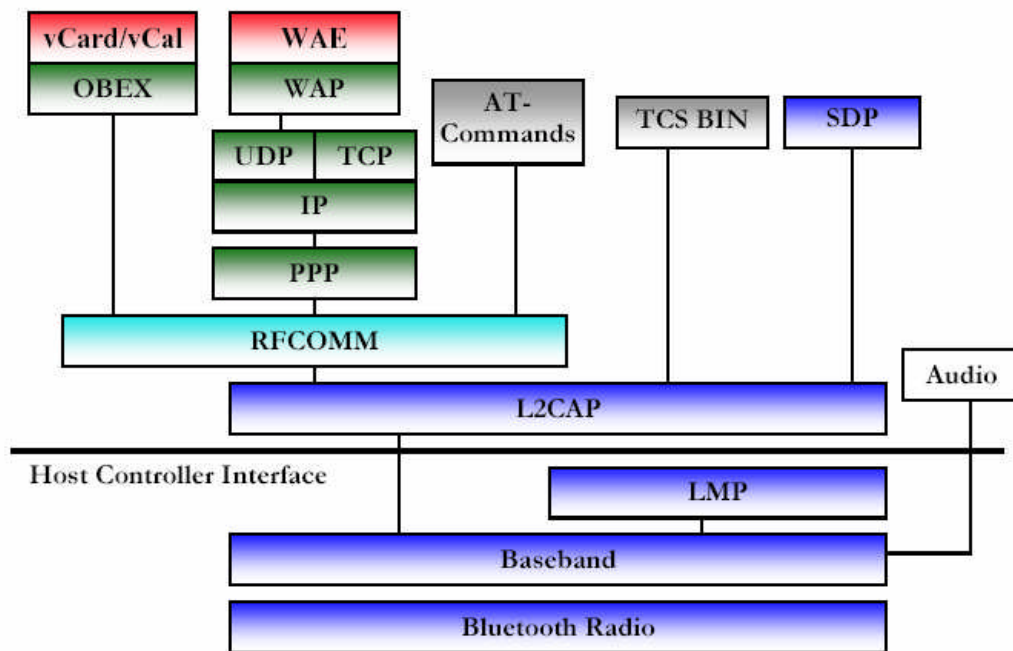 vCard/vCal
WAE
OBEX
WAP
AT-
Commands
TCS BIN
SDP
UDP
TCP
IP
PPP
RFCOMM
Audio
L2CAP
Host Controller Interface
LMP
Baseband
Bluetooth Radio